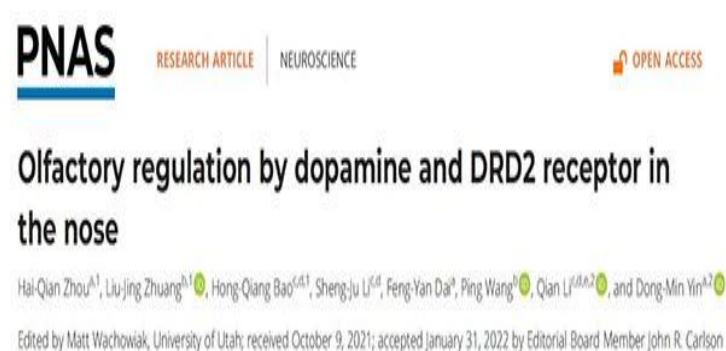 PNAS
RESEARCH ARTICLE | NEUROSCIENCE
OPEN ACCESS
Olfactory regulation by dopamine and DRD2 receptor in
the nose
Hai-Qian Zhou, Liu-Jing Zhuang, Hong-Qiang Bao, Sheng-Ju Li, Feng-Yan Dai, Ping Wang, Qian Li, and Dong-Min Yin
Edited by Matt Wachowiak, University of Utah; received October 9, 2021; accepted January 31, 2022 by Editorial Board Member John R. Carlson